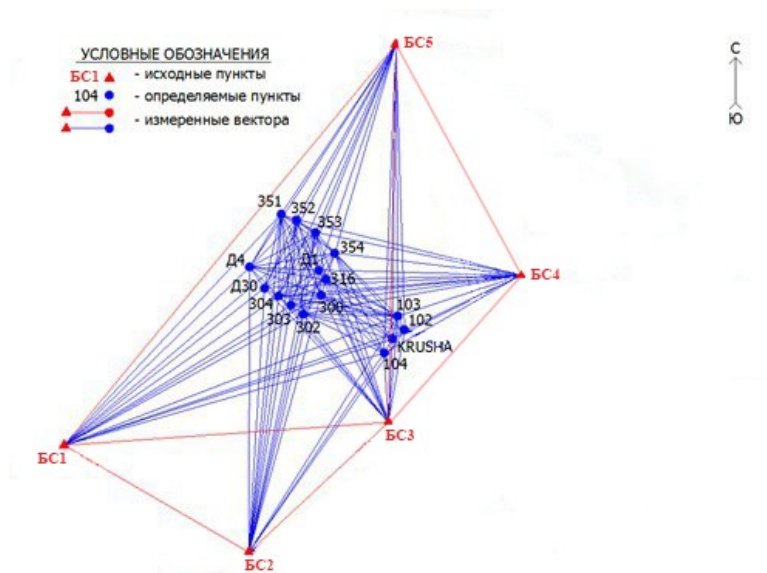 БС5
УСЛОВНЫЕ ОБОЗНАЧЕНИЯ
БС1 - исходные пункты
104 - определяемые пункты
- измеренные вектора
С
Ю
351
352
353
354
Д4
Д1
БС4
316
Д30
304
300
103
303
302
102
KRUSHA
104
БС3
БС1
БС2